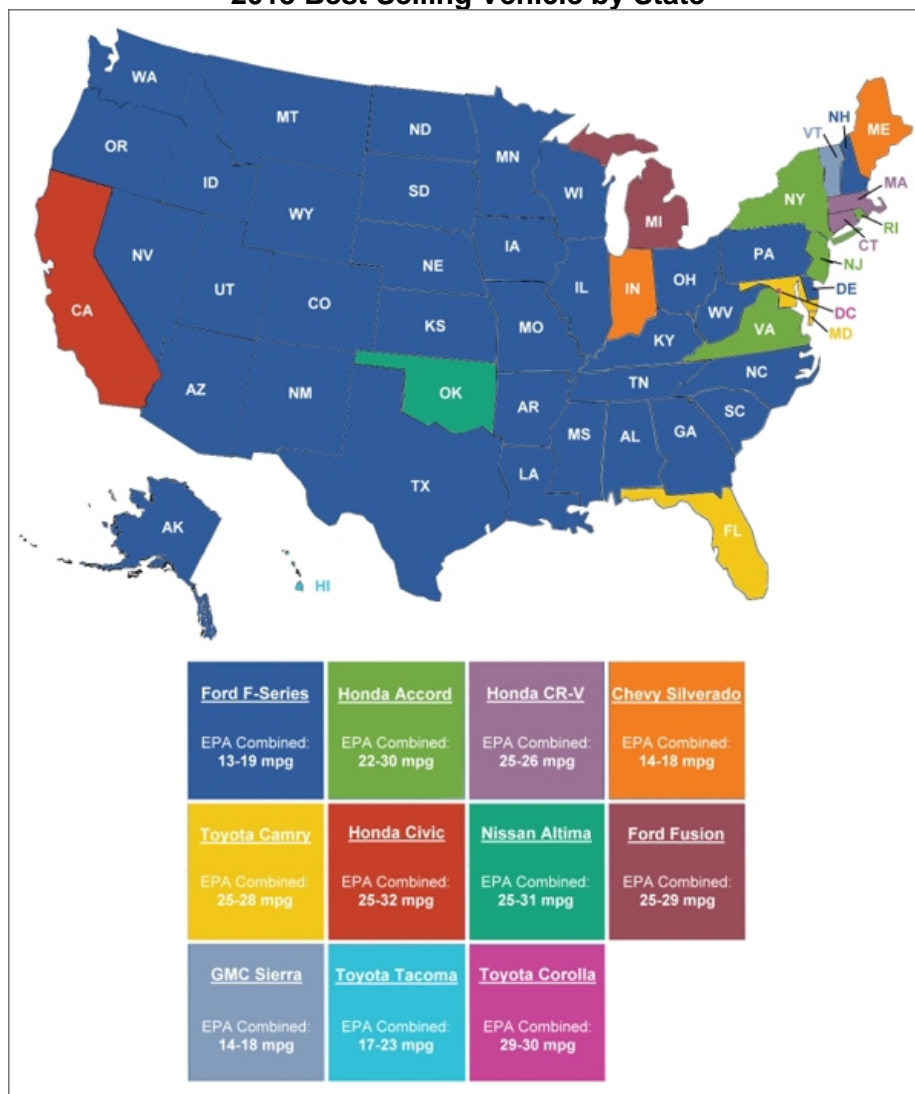 Best Selling Vehicle by State
WA
MT
ND
MN
OR
ID
SD
WI
WY
MI
VT
NH
ME
NY
MA
RI
CT
NV
NE
IA
PA
NJ
UT
CO
IL
IN
OH
DE
CA
KS
MO
WV
DC
VA
MD
KY
AZ
NM
OK
AR
TN
NC
SC
MS
AL
GA
TX
LA
AK
FL
HI
Ford F-Series
EPA Combined:
13-19 mpg
Honda Accord
EPA Combined:
22-30 mpg
Honda CR-V
EPA Combined:
25-26 mpg
Chevy Silverado
EPA Combined:
14-18 mpg
Toyota Camry
EPA Combined:
25-28 mpg
Honda Civic
EPA Combined:
25-32 mpg
Nissan Altima
EPA Combined:
25-31 mpg
Ford Fusion
EPA Combined:
25-29 mpg
GMC Sierra
EPA Combined:
14-18 mpg
Toyota Tacoma
EPA Combined:
17-23 mpg
Toyota Corolla
EPA Combined:
29-30 mpg